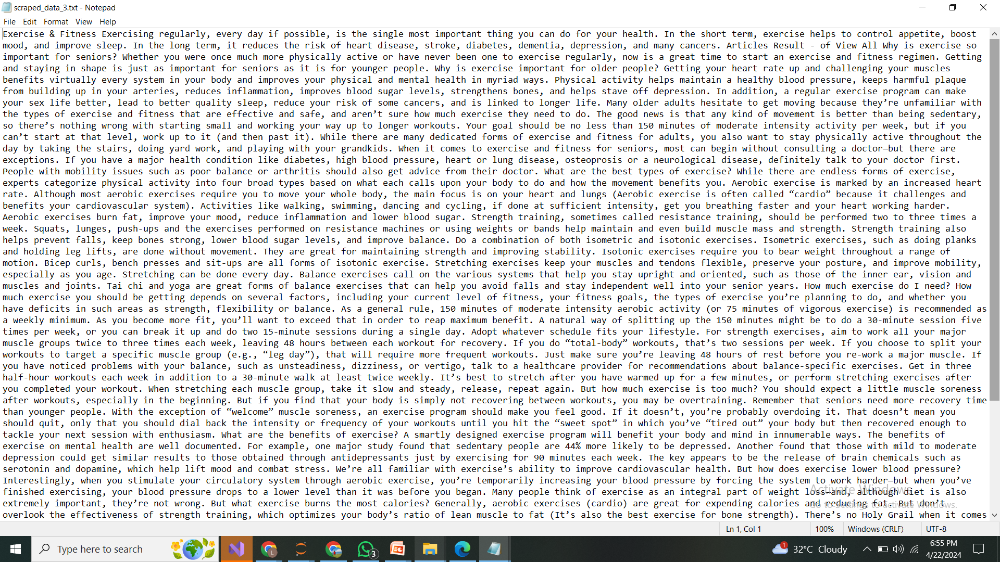 scraped_data_3.txt - Notepad
File Edit Format View Help
Exercise & Fitness Exercising regularly, every day if possible, is the single most important thing you can do for your health. In the short term, exercise helps to control appetite, boost
mood, and improve sleep. In the long term, it reduces the risk of heart disease, stroke, diabetes, dementia, depression, and many cancers. Articles Result - of View All Why is exercise so
important for seniors? Whether you were once much more physically active or have never been one to exercise regularly, now is a great time to start an exercise and fitness regimen. Getting
and staying in shape is just as important for seniors as it is for younger people. Why is exercise important for older people? Getting your heart rate up and challenging your muscles
benefits virtually every system in your body and improves your physical and mental health in myriad ways. Physical activity helps maintain a healthy blood pressure, keeps harmful plaque
from building up in your arteries, reduces inflammation, improves blood sugar levels, strengthens bones, and helps stave off depression. In addition, a regular exercise program can make
your sex life better, lead to better quality sleep, reduce your risk of some cancers, and is linked to longer life. Many older adults hesitate to get moving because they’re unfamiliar with
the types of exercise and fitness that are effective and safe, and aren’t sure how much exercise they need to do. The good news is that any kind of movement is better than being sedentary,
so there’s nothing wrong with starting small and working your way up to longer workouts. Your goal should be no less than 150 minutes of moderate intensity activity per week, but if you
can’t start at that level, work up to it (and then past it). While there are many dedicated forms of exercise and fitness for adults, you also want to stay physically active throughout the
day by taking the stairs, doing yard work, and playing with your grandkids. When it comes to exercise and fitness for seniors, most can begin without consulting a doctor—but there are
exceptions. If you have a major health condition like diabetes, high blood pressure, heart or lung disease, osteoprosis or a neurological disease, definitely talk to your doctor first.
People with mobility issues such as poor balance or arthritis should also get advice from their doctor. What are the best types of exercise? While there are endless forms of exercise,
experts categorize physical activity into four broad types based on what each calls upon your body to do and how the movement benefits you. Aerobic exercise is marked by an increased heart
rate. Although most aerobic exercises require you to move your whole body, the main focus is on your heart and lungs (Aerobic exercise is often called “cardio” because it challenges and
benefits your cardiovascular system). Activities like walking, swimming, dancing and cycling, if done at sufficient intensity, get you breathing faster and your heart working harder.
Aerobic exercises burn fat, improve your mood, reduce inflammation and lower blood sugar. Strength training, sometimes called resistance training, should be performed two to three times a
week. Squats, lunges, push-ups and the exercises performed on resistance machines or using weights or bands help maintain and even build muscle mass and strength. Strength training also
helps prevent falls, keep bones strong, lower blood sugar levels, and improve balance. Do a combination of both isometric and isotonic exercises. Isometric exercises, such as doing planks
and holding leg lifts, are done without movement. They are great for maintaining strength and improving stability. Isotonic exercises require you to bear weight throughout a range of
motion. Bicep curls, bench presses and sit-ups are all forms of isotonic exercise. Stretching exercises keep your muscles and tendons flexible, preserve your posture, and improve mobility,
especially as you age. Stretching can be done every day. Balance exercises call on the various systems that help you stay upright and oriented, such as those of the inner ear, vision and
muscles and joints. Tai chi and yoga are great forms of balance exercises that can help you avoid falls and stay independent well into your senior years. How much exercise do I need? How
much exercise you should be getting depends on several factors, including your current level of fitness, your fitness goals, the types of exercise you’re planning to do, and whether you
have deficits in such areas as strength, flexibility or balance. As a general rule, 150 minutes of moderate intensity aerobic activity (or 75 minutes of vigorous exercise) is recommended as
a weekly minimum. As you become more fit, you’ll want to exceed that in order to reap maximum benefit. A natural way of splitting up the 150 minutes might be to do a 30-minute session five
times per week, or you can break it up and do two 15-minute sessions during a single day. Adopt whatever schedule fits your lifestyle. For strength exercises, aim to work all your major
muscle groups twice to three times each week, leaving 48 hours between each workout for recovery. If you do “total-body” workouts, that’s two sessions per week. If you choose to split your
workouts to target a specific muscle group (e.g., “leg day”), that will require more frequent workouts. Just make sure you’re leaving 48 hours of rest before you re-work a major muscle. If
you have noticed problems with your balance, such as unsteadiness, dizziness, or vertigo, talk to a healthcare provider for recommendations about balance-specific exercises. Get in three
half-hour workouts each week in addition to a 30-minute walk at least twice weekly. It’s best to stretch after you have warmed up for a few minutes, or perform stretching exercises after
you completed your workout. When stretching each muscle group, take it slow and steady, release, repeat again. But how much exercise is too much? You should expect a little muscle soreness
after workouts, especially in the beginning. But if you find that your body is simply not recovering between workouts, you may be overtraining. Remember that seniors need more recovery time
than younger people. With the exception of “welcome” muscle soreness, an exercise program should make you feel good. If it doesn’t, you’re probably overdoing it. That doesn’t mean you
should quit, only that you should dial back the intensity or frequency of your workouts until you hit the “sweet spot” in which you’ve “tired out” your body but then recovered enough to
tackle your next session with enthusiasm. What are the benefits of exercise? A smartly designed exercise program will benefit your body and mind in innumerable ways. The benefits of
exercise on mental health are well documented. For example, one major study found that sedentary people are 44% more likely to be depressed. Another found that those with mild to moderate
depression could get similar results to those obtained through antidepressants just by exercising for 90 minutes each week. The key appears to be the release of brain chemicals such as
serotonin and dopamine, which help lift mood and combat stress. We’re all familiar with exercise’s ability to improve cardiovascular health. But how does exercise lower blood pressure?
Interestingly, when you stimulate your circulatory system through aerobic exercise, you’re temporarily increasing your blood pressure by forcing the system to work harder—but when you’ve
finished exercising, your blood pressure drops to a lower level than it was before you began. Many people think of exercise as an integral part of weight loss—and, although diet is also
extremely important, they’re not wrong. But what exercise burns the most calories? Generally, aerobic exercises (cardio) are great for expending calories and reducing fat. But don’t
overlook the effectiveness of strength training, which optimizes your body’s ratio of lean muscle to fat (It’s also the best exercise for bone strength). There’s no Holy Grail when it comes
Activate Windows
Go to Settings to activate Windows.
Ln 1, Col 1 100% Windows (CRLF) UTF-8
Type here to search
L
3
1
32°C Cloudy
6:55 PM
4/22/2024